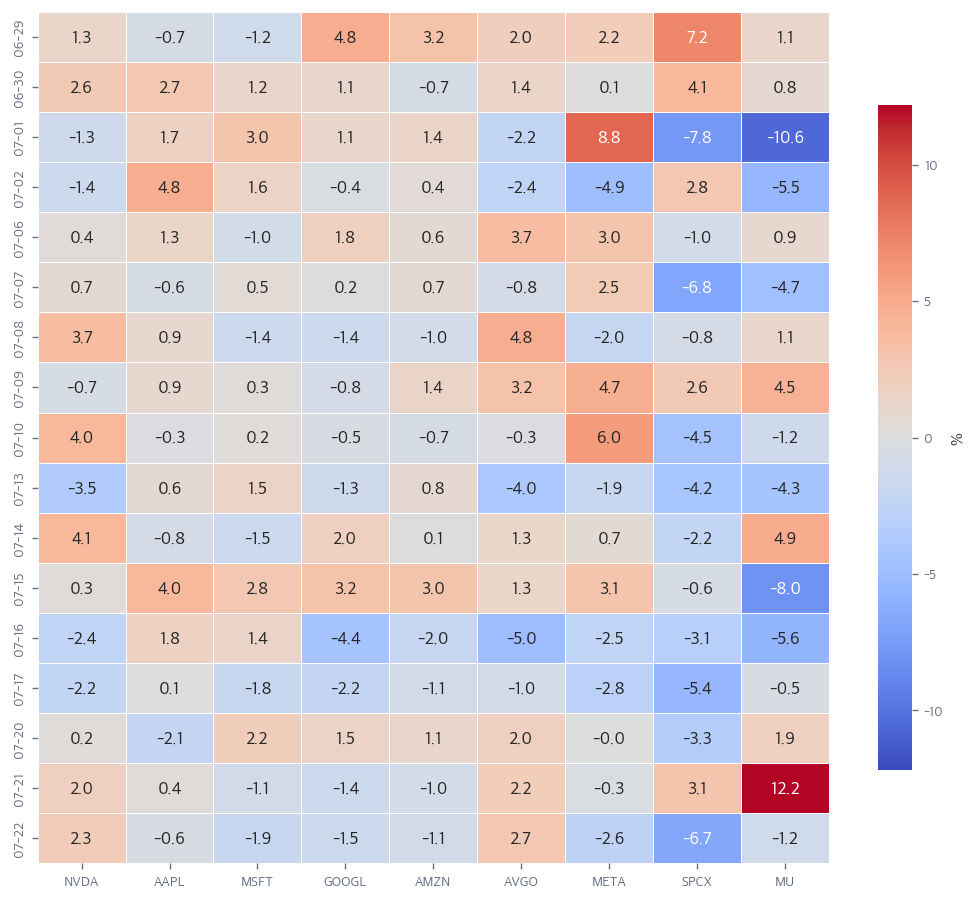 06-29 1.3 -0.7 -1.2 4.8 3.2 2.0 2.2 7.2 1.1
06-30 2.6 2.7 1.2 1.1 -0.7 1.4 0.1 4.1 0.8
07-01 -1.3 1.7 3.0 1.1 1.4 -2.2 8.8 -7.8 -10.6
07-02 -1.4 4.8 1.6 -0.4 0.4 -2.4 -4.9 2.8 -5.5
07-06 0.4 1.3 -1.0 1.8 0.6 3.7 3.0 -1.0 0.9
07-07 0.7 -0.6 0.5 0.2 0.7 -0.8 2.5 -6.8 -4.7
07-08 3.7 0.9 -1.4 -1.4 -1.0 4.8 -2.0 -0.8 1.1
07-09 -0.7 0.9 0.3 -0.8 1.4 3.2 4.7 2.6 4.5
07-10 4.0 -0.3 0.2 -0.5 -0.7 -0.3 6.0 -4.5 -1.2
07-13 -3.5 0.6 1.5 -1.3 0.8 -4.0 -1.9 -4.2 -4.3
07-14 4.1 -0.8 -1.5 2.0 0.1 1.3 0.7 -2.2 4.9
07-15 0.3 4.0 2.8 3.2 3.0 1.3 3.1 -0.6 -8.0
07-16 -2.4 1.8 1.4 -4.4 -2.0 -5.0 -2.5 -3.1 -5.6
07-17 -2.2 0.1 -1.8 -2.2 -1.1 -1.0 -2.8 -5.4 -0.5
07-20 0.2 -2.1 2.2 1.5 1.1 2.0 -0.0 -3.3 1.9
07-21 2.0 0.4 -1.1 -1.4 -1.0 2.2 -0.3 3.1 12.2
07-22 2.3 -0.6 -1.9 -1.5 -1.1 2.7 -2.6 -6.7 -1.2
NVDA AAPL MSFT GOOGL AMZN AVGO META SPCX MU
10
5
0
-5
-10
%